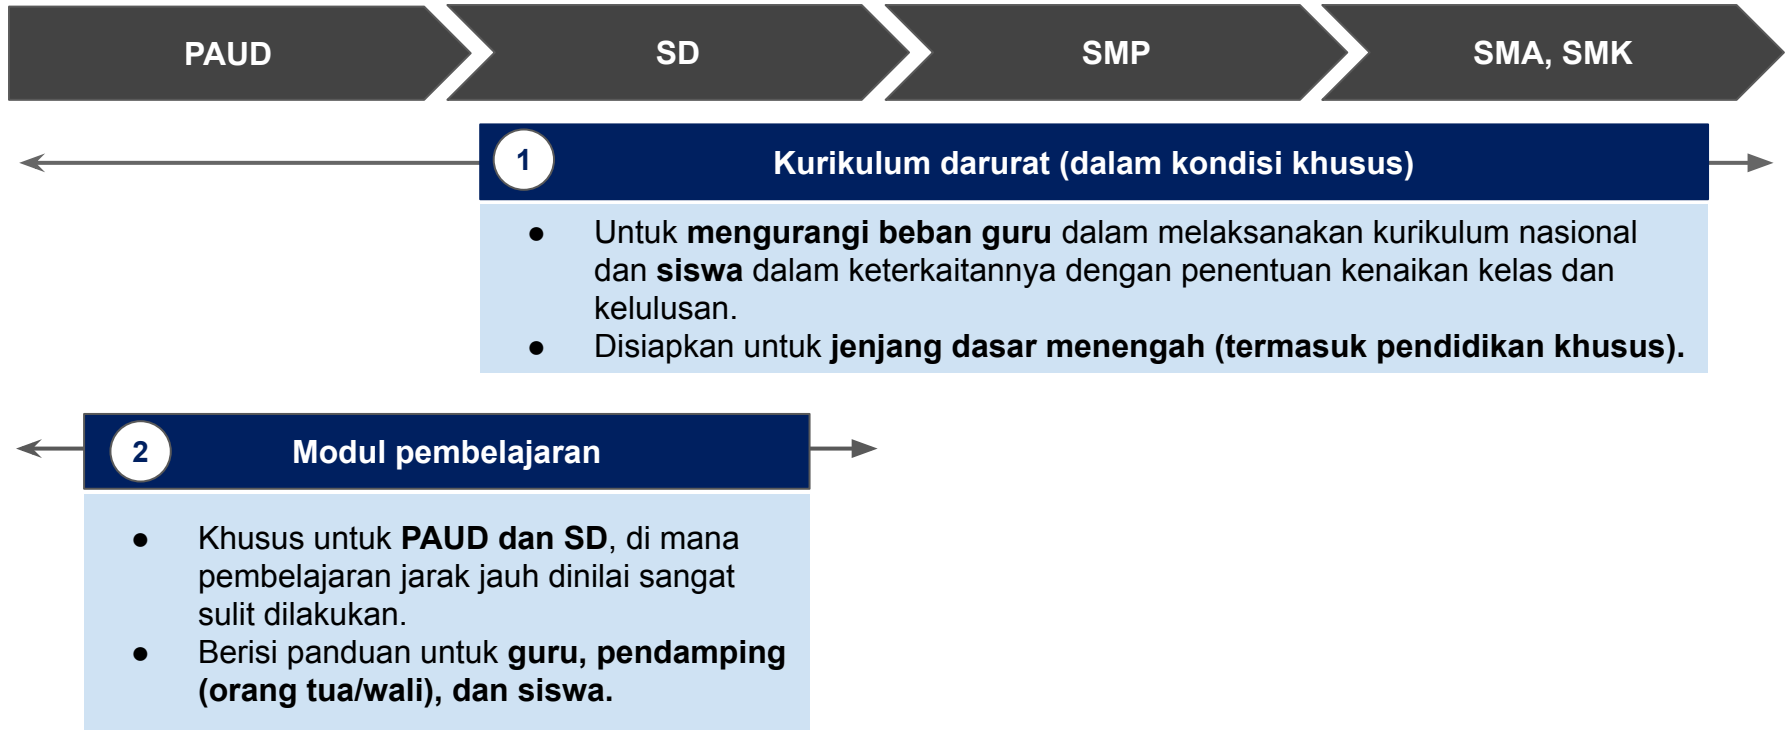 PAUD
SD
SMP
SMA, SMK
1
Kurikulum darurat (dalam kondisi khusus)
● Untuk mengurangi beban guru dalam melaksanakan kurikulum nasional
dan siswa dalam keterkaitannya dengan penentuan kenaikan kelas dan
kelulusan.
● Disiapkan untuk jenjang dasar menengah (termasuk pendidikan khusus).
2
Modul pembelajaran
● Khusus untuk PAUD dan SD, di mana
pembelajaran jarak jauh dinilai sangat
sulit dilakukan.
● Berisi panduan untuk guru, pendamping
(orang tua/wali), dan siswa.